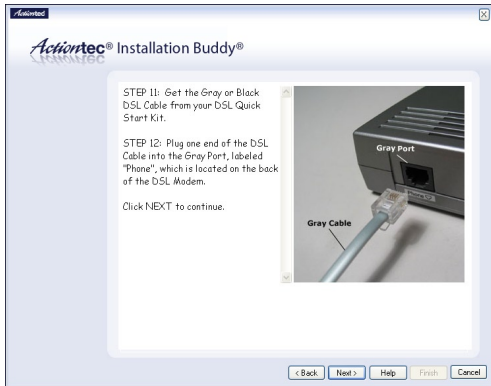 Actiontec
Actiontec® Installation Buddy®
STEP 11: Get the Gray or Black
DSL Cable from your DSL Quick
Start Kit.
STEP 12: Plug one end of the DSL
Cable into the Gray Port, labeled
"Phone", which is located on the back
of the DSL Modem.
Click NEXT to continue.
Gray Port
Phone
Gray Cable
< Back
Next >
Help
Finish
Cancel